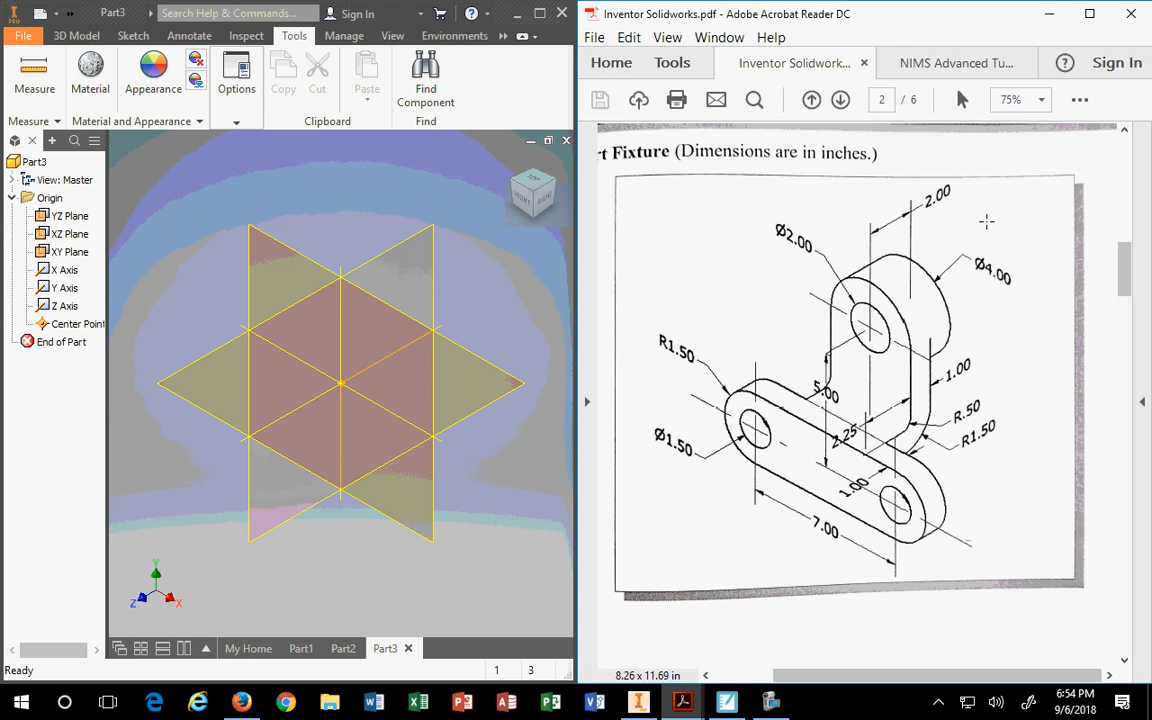 Part3
Search Help & Commands...
Sign In
File
3D Model
Sketch
Annotate
Inspect
Tools
Manage
View
Environments
Measure
Material
Appearance
Options
Copy
Cut
Paste
Find
Component
Measure
Material and Appearance
Clipboard
Find
Part3
View: Master
Origin
YZ Plane
XZ Plane
XY Plane
X Axis
Y Axis
Z Axis
Center Point
End of Part
FRONT
RIGHT
Y
Z
X
My Home
Part1
Part2
Part3
Ready
1
3
Inventor Solidworks.pdf - Adobe Acrobat Reader DC
File Edit View Window Help
Home
Tools
Inventor Solidwork...
NIMS Advanced Tu...
Sign In
2 / 6
75%
rt Fixture (Dimensions are in inches.)
2.00
Ø2.00
Ø4.00
R1.50
5.00
1.00
R.50
R1.50
2.25
Ø1.50
1.00
7.00
8.26 x 11.69 in
6:54 PM
9/6/2018